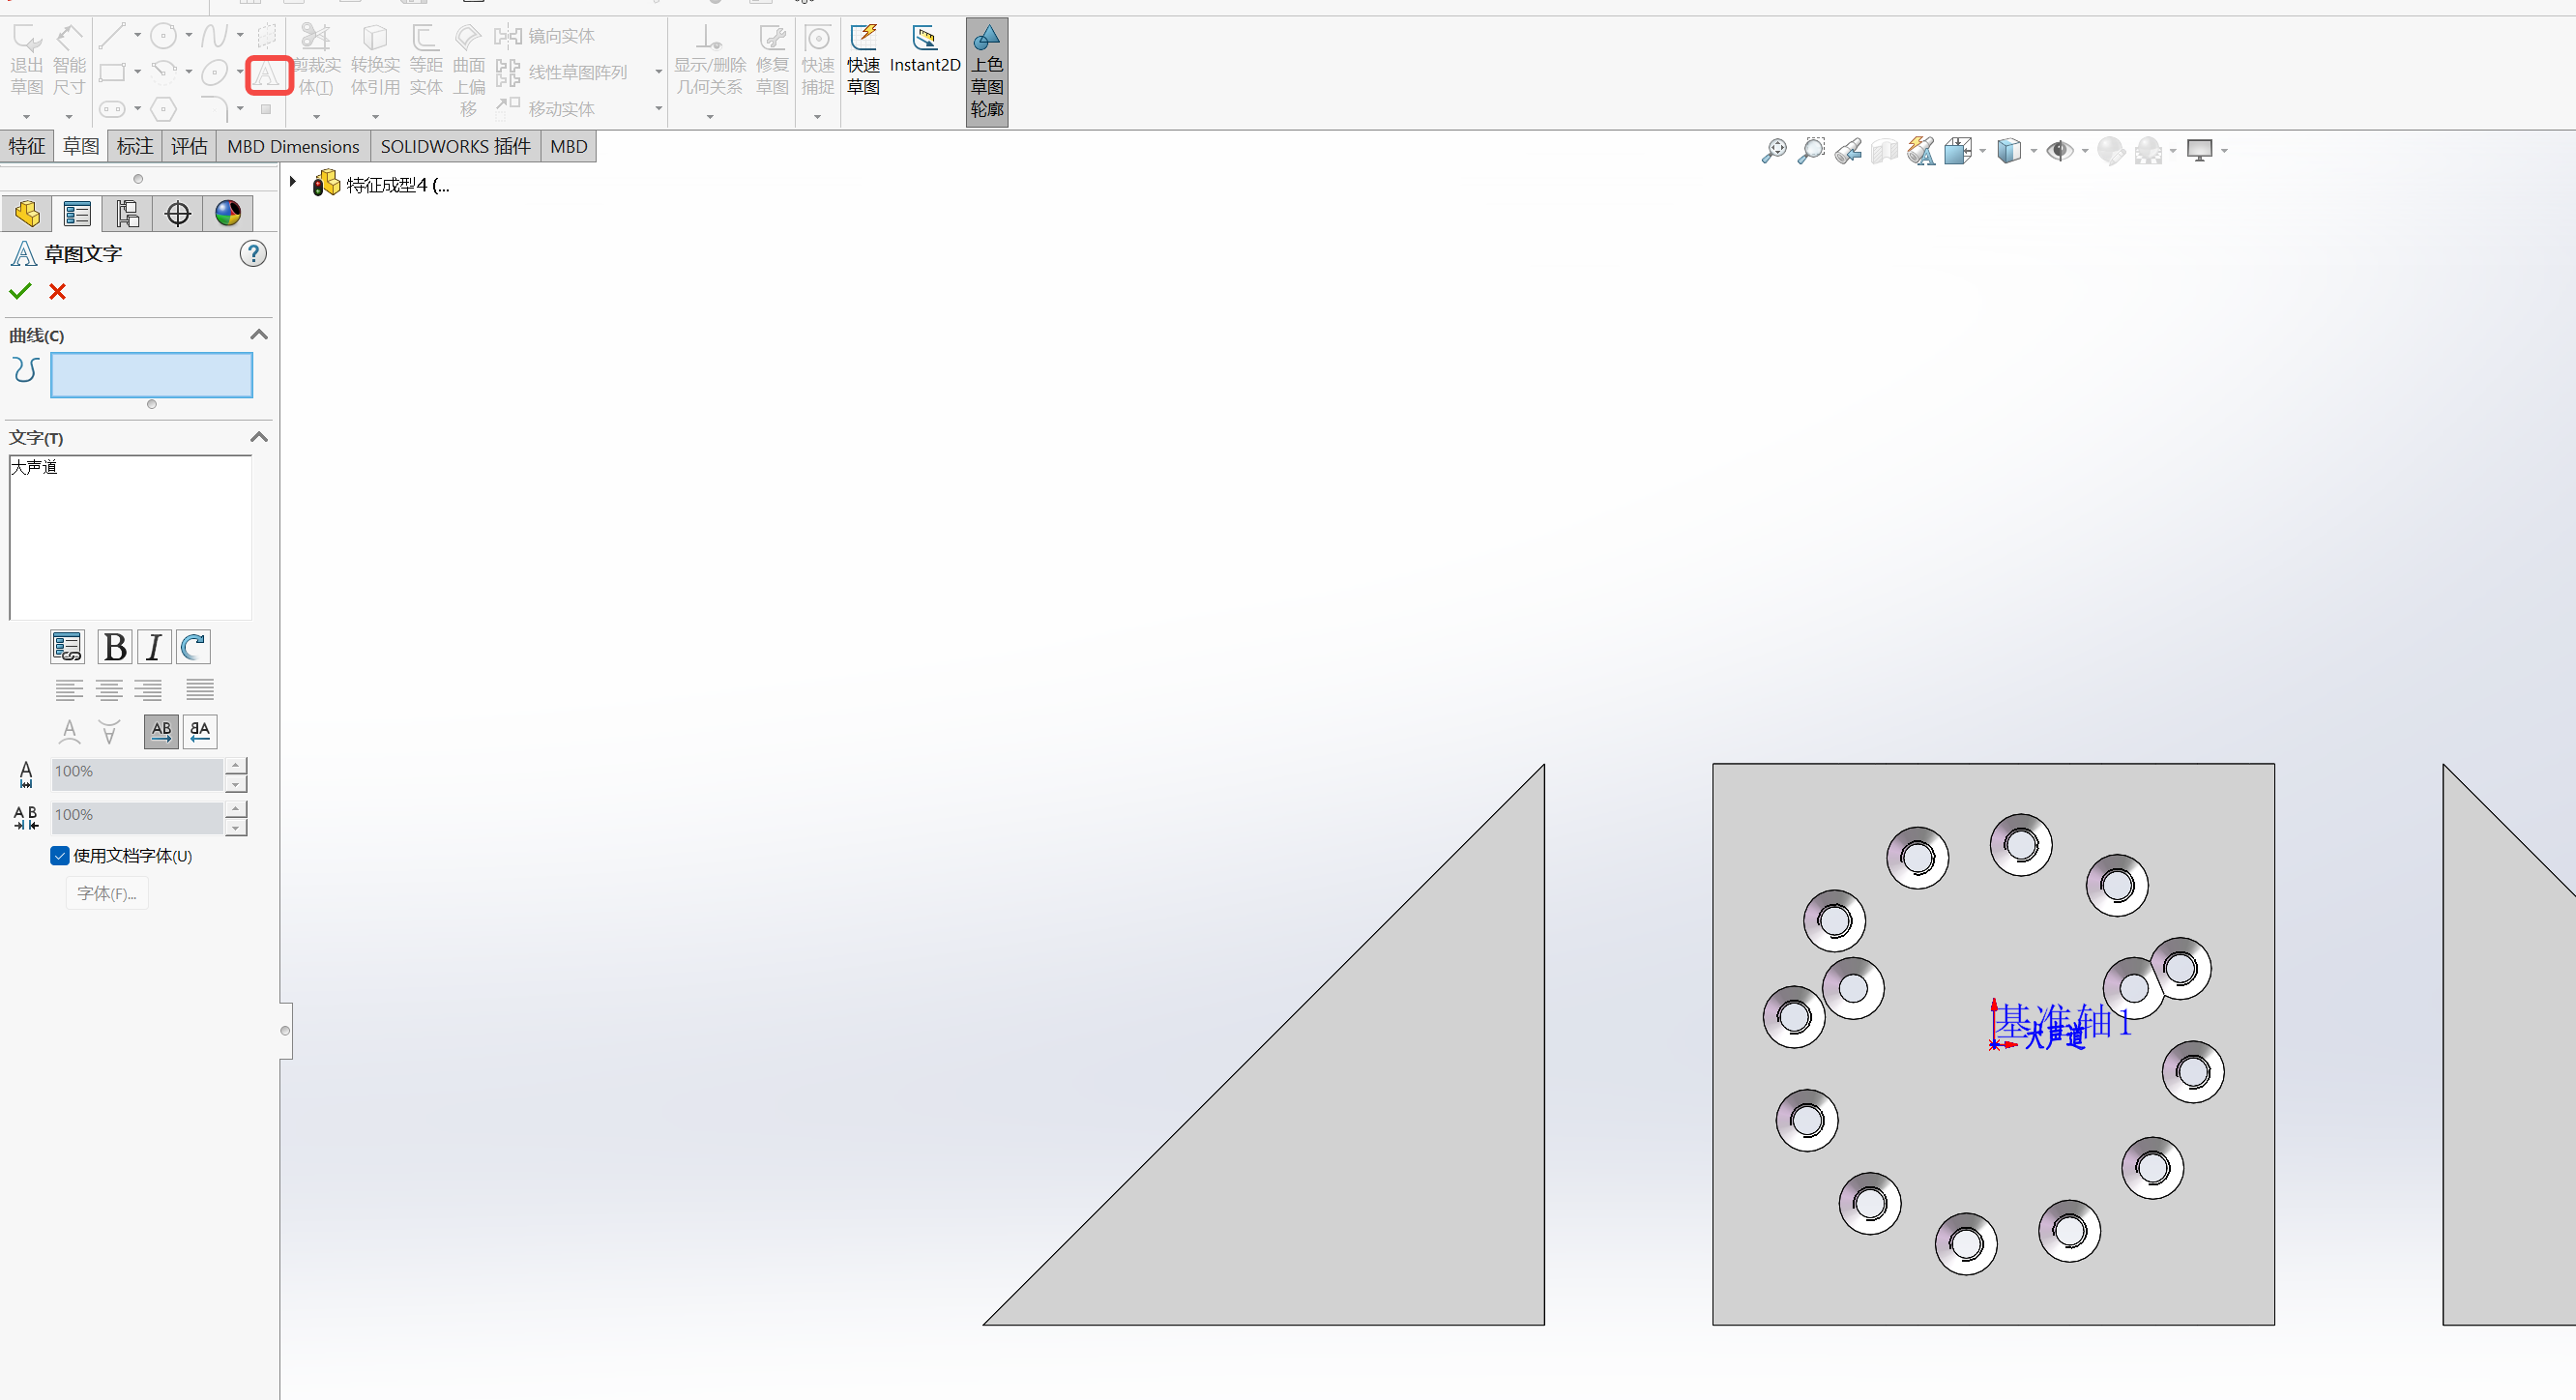 退出草图
智能尺寸
A
剪裁实体(T)
转换实体引用
等距实体
曲面上偏移
镜向实体
线性草图阵列
移动实体
显示/删除几何关系
修复草图
快速捕捉
快速草图
Instant2D
上色草图轮廓
特征
草图
标注
评估
MBD Dimensions
SOLIDWORKS 插件
MBD
特征成型4 (...
草图文字
?
曲线(C)
文字(T)
大声道
B
I
100%
100%
使用文档字体(U)
字体(F)...
基准轴1
大声道